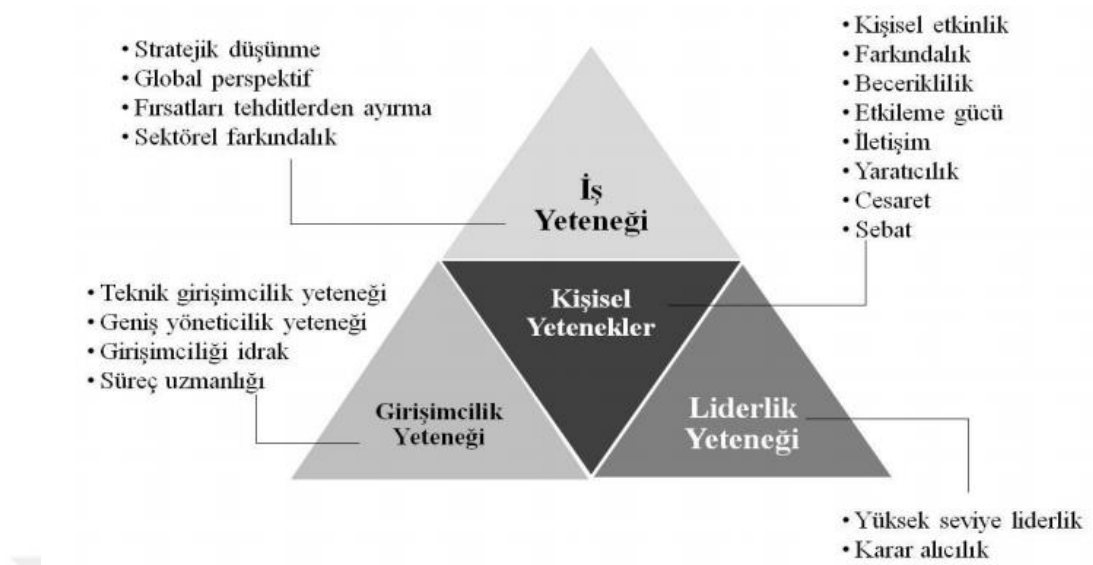 • Stratejik düşünme
• Global perspektif
• Fırsatları tehditlerden ayırma
• Sektörel farkındalık
• Kişisel etkinlik
• Farkındalık
• Beceriklilik
• Etkileme gücü
• İletişim
• Yaratıcılık
• Cesaret
• Sebat
İş
Yeteneği
• Teknik girişimcilik yeteneği
• Geniş yöneticilik yeteneği
• Girişimciliği idrak
• Süreç uzmanlığı
Kişisel
Yetenekler
Girişimcilik
Yeteneği
Liderlik
Yeteneği
• Yüksek seviye liderlik
• Karar alıcılık